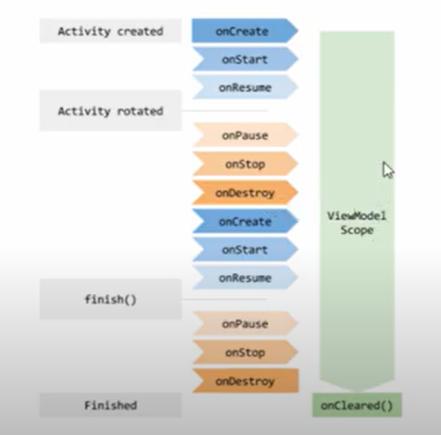 Activity created
onCreate
onStart
onResume
Activity rotated
onPause
onStop
onDestroy
onCreate
onStart
onResume
ViewModel
Scope
finish()
onPause
onStop
onDestroy
Finished
onCleared()